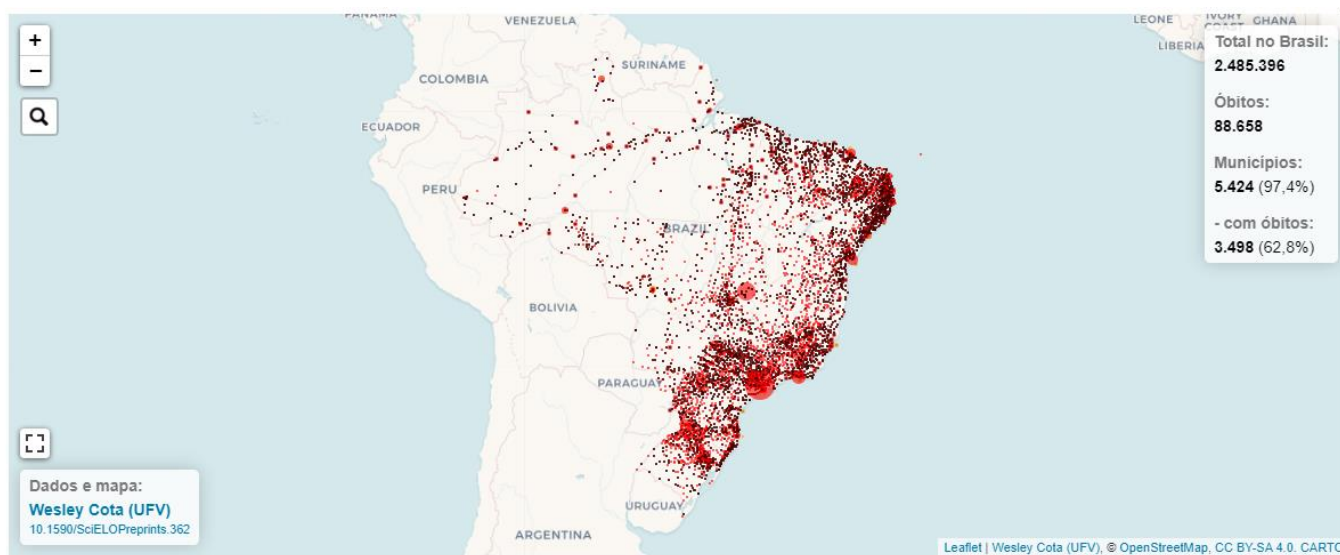 PANAMA
VENEZUELA
LEONE
IVORY
COAST
GHANA
LIBERIA
SURINAME
COLOMBIA
ECUADOR
PERU
BRAZIL
BOLIVIA
PARAGUAY
URUGUAY
ARGENTINA
+
−
Total no Brasil:
2.485.396
Óbitos:
88.658
Municípios:
5.424 (97,4%)
- com óbitos:
3.498 (62,8%)
Dados e mapa:
Wesley Cota (UFV)
10.1590/SciELOPreprints.362
Leaflet | Wesley Cota (UFV), © OpenStreetMap, CC BY-SA 4.0. CARTO